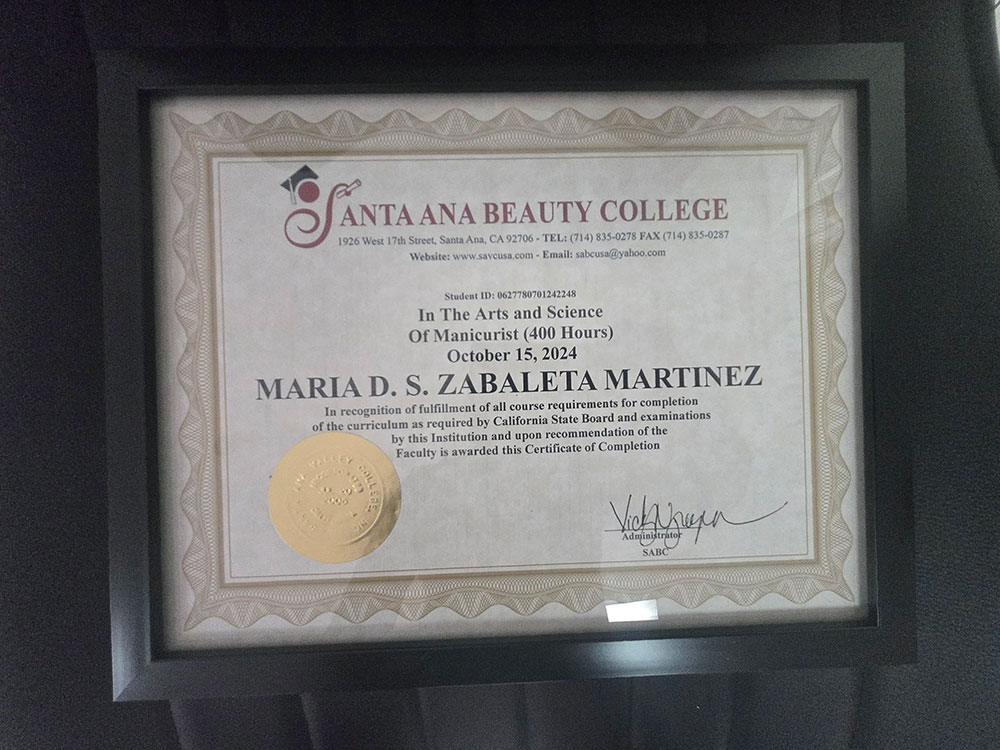 SANTA ANA BEAUTY COLLEGE
1926 West 17th Street, Santa Ana, CA 92706 - TEL: (714) 835-0278 FAX (714) 835-0287
Website: www.savcusa.com - Email: sabcusa@yahoo.com
Student ID: 0627780701242248
In The Arts and Science
Of Manicurist (400 Hours)
October 15, 2024
MARIA D. S. ZABALETA MARTINEZ
In recognition of fulfillment of all course requirements for completion
of the curriculum as required by California State Board and examinations
by this Institution and upon recommendation of the
Faculty is awarded this Certificate of Completion
VALLEY COLLEGE
Vicky Nguyen
Administrator
SABC